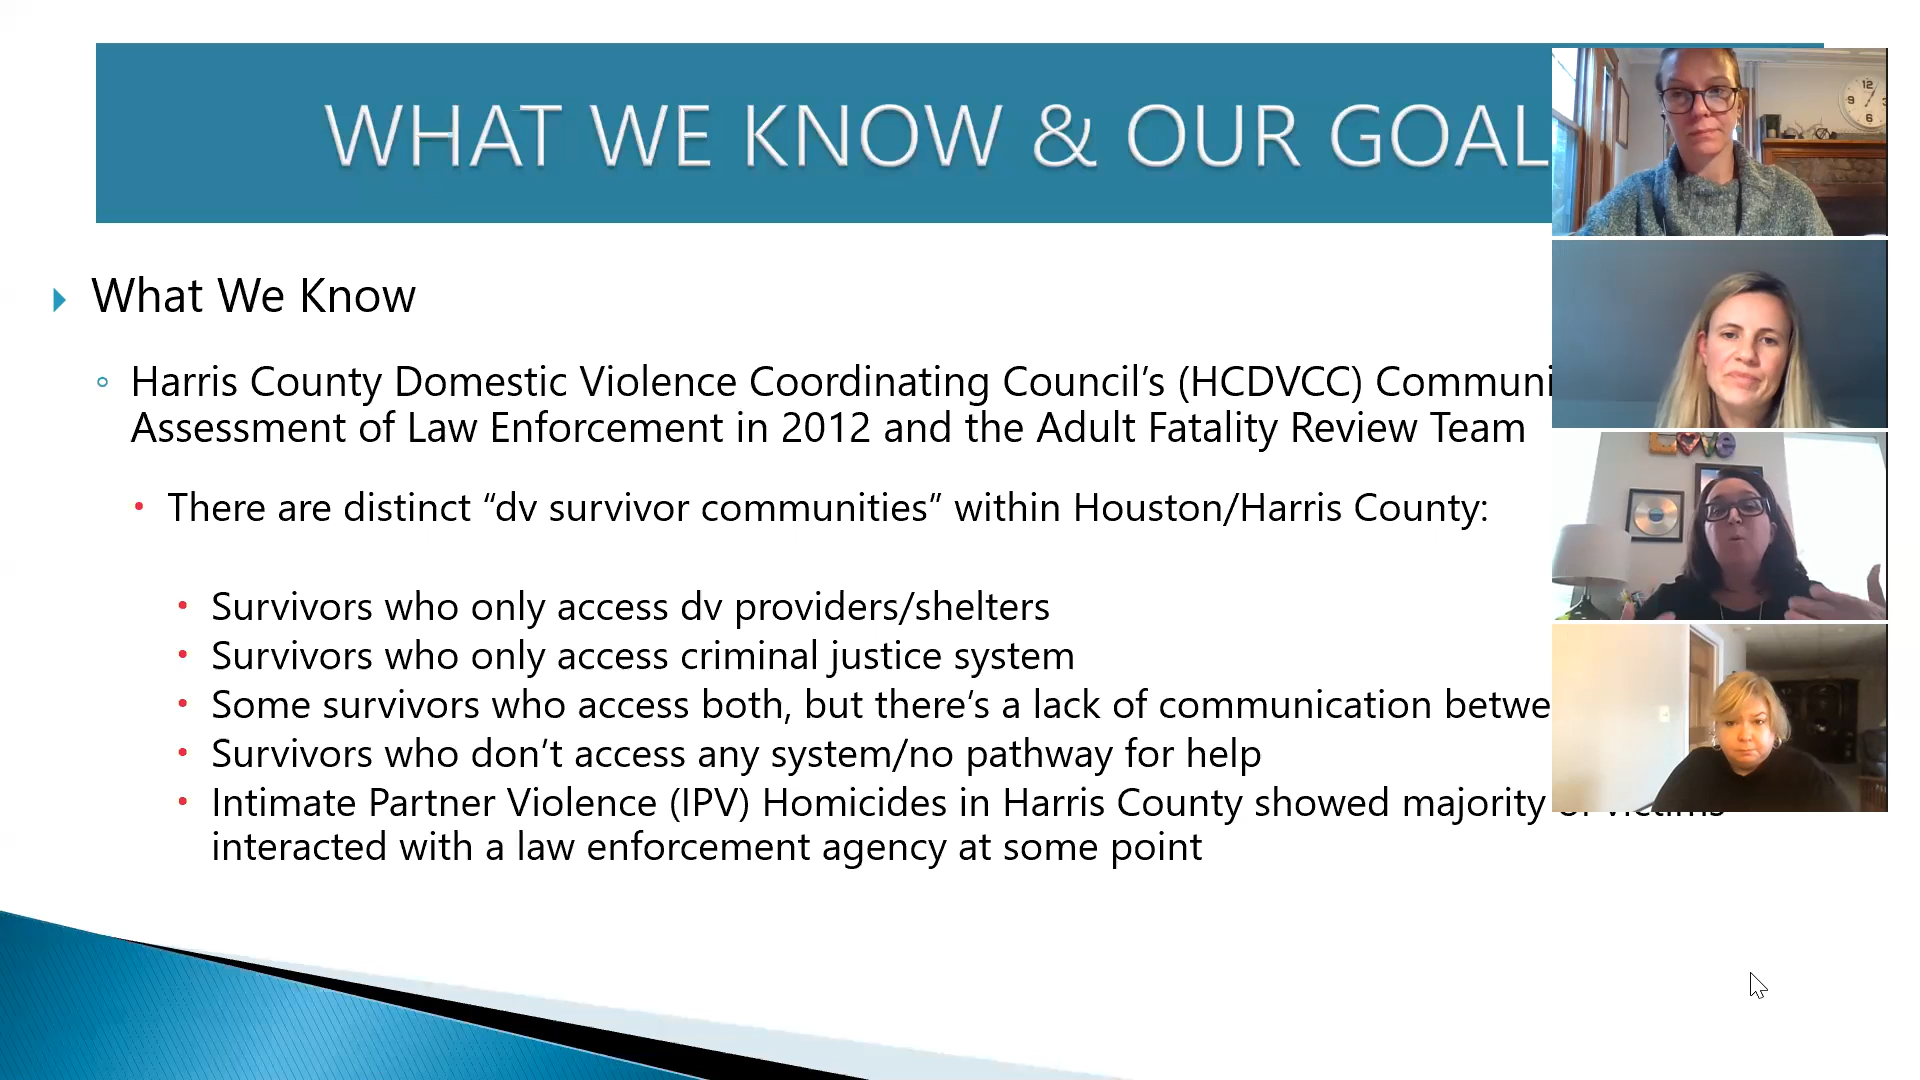 WHAT WE KNOW & OUR GOAL
What We Know
Harris County Domestic Violence Coordinating Council’s (HCDVCC) Communi
Assessment of Law Enforcement in 2012 and the Adult Fatality Review Team
There are distinct “dv survivor communities” within Houston/Harris County:
Survivors who only access dv providers/shelters
Survivors who only access criminal justice system
Some survivors who access both, but there’s a lack of communication betwe
Survivors who don’t access any system/no pathway for help
Intimate Partner Violence (IPV) Homicides in Harris County showed majority
interacted with a law enforcement agency at some point
12
9
3
6
Love